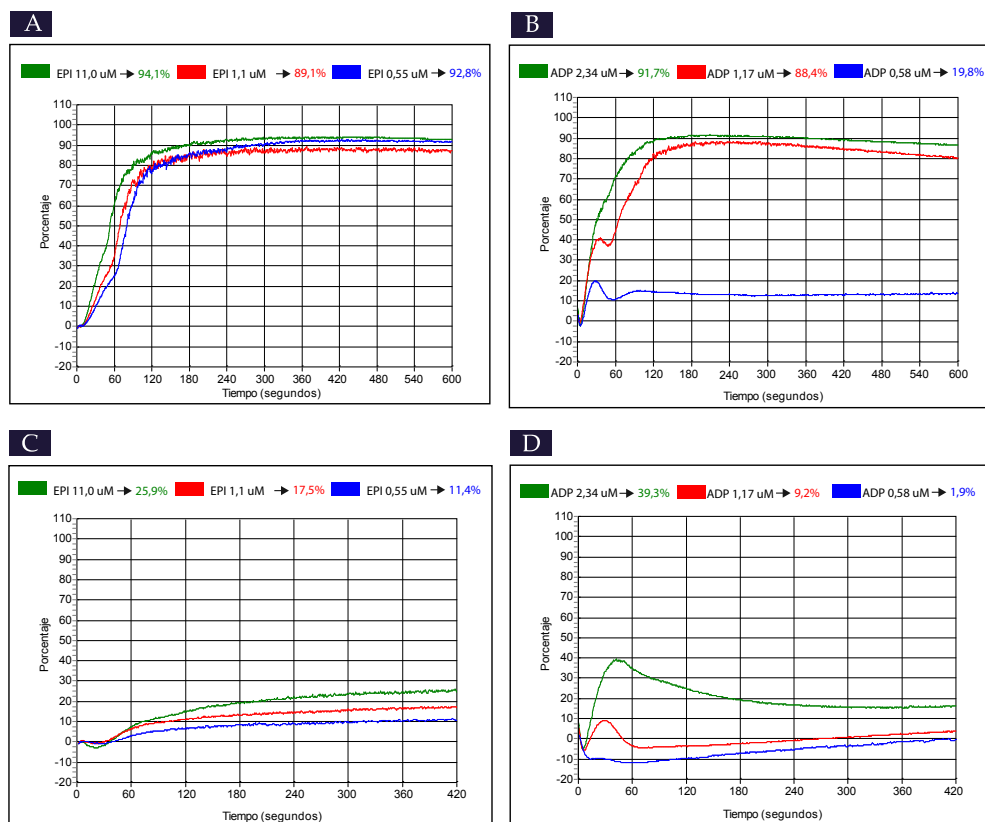 A
EPI 11,0 uM → 94,1% EPI 1,1 uM → 89,1% EPI 0,55 uM → 92,8%
110
100
90
80
70
60
50
40
30
20
10
0
-10
-20
Porcentaje
0 60 120 180 240 300 360 420 480 540 600
Tiempo (segundos)
B
ADP 2,34 uM → 91,7% ADP 1,17 uM → 88,4% ADP 0,58 uM → 19,8%
110
100
90
80
70
60
50
40
30
20
10
0
-10
-20
Porcentaje
0 60 120 180 240 300 360 420 480 540 600
Tiempo (segundos)
C
EPI 11,0 uM → 25,9% EPI 1,1 uM → 17,5% EPI 0,55 uM → 11,4%
110
100
90
80
70
60
50
40
30
20
10
0
-10
-20
Porcentaje
0 60 120 180 240 300 360 420
Tiempo (segundos)
D
ADP 2,34 uM → 39,3% ADP 1,17 uM → 9,2% ADP 0,58 uM → 1,9%
110
100
90
80
70
60
50
40
30
20
10
0
-10
-20
Porcentaje
0 60 120 180 240 300 360 420
Tiempo (segundos)